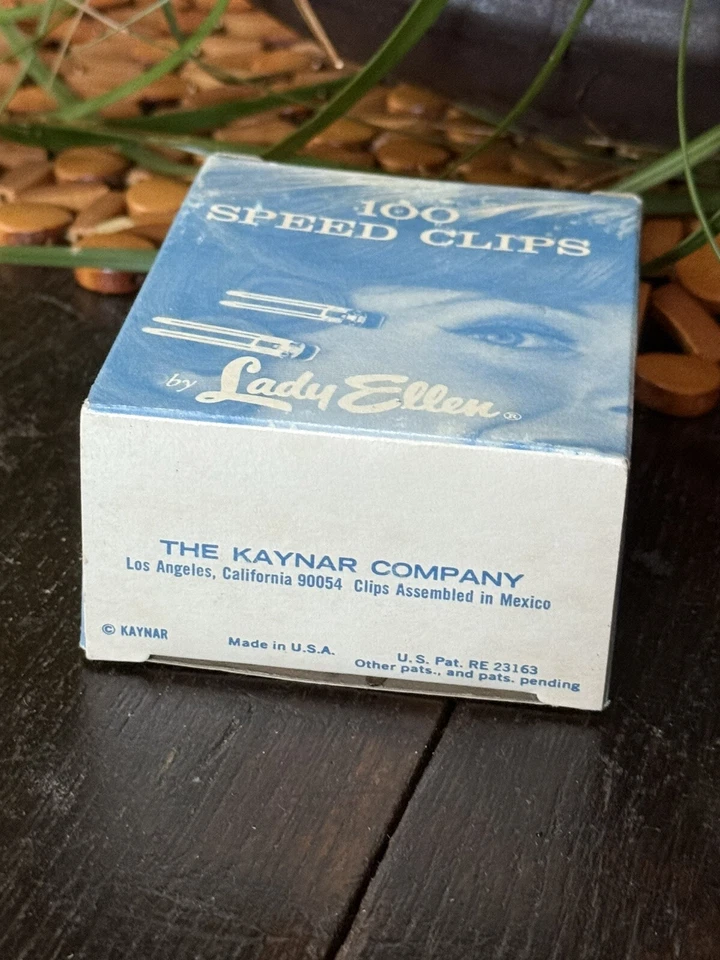 100
SPEED CLIPS
by Lady Ellen ®
THE KAYNAR COMPANY
Los Angeles, California 90054 Clips Assembled in Mexico
© KAYNAR
Made in U.S.A.
U. S. Pat. RE 23163
Other pats., and pats. pending